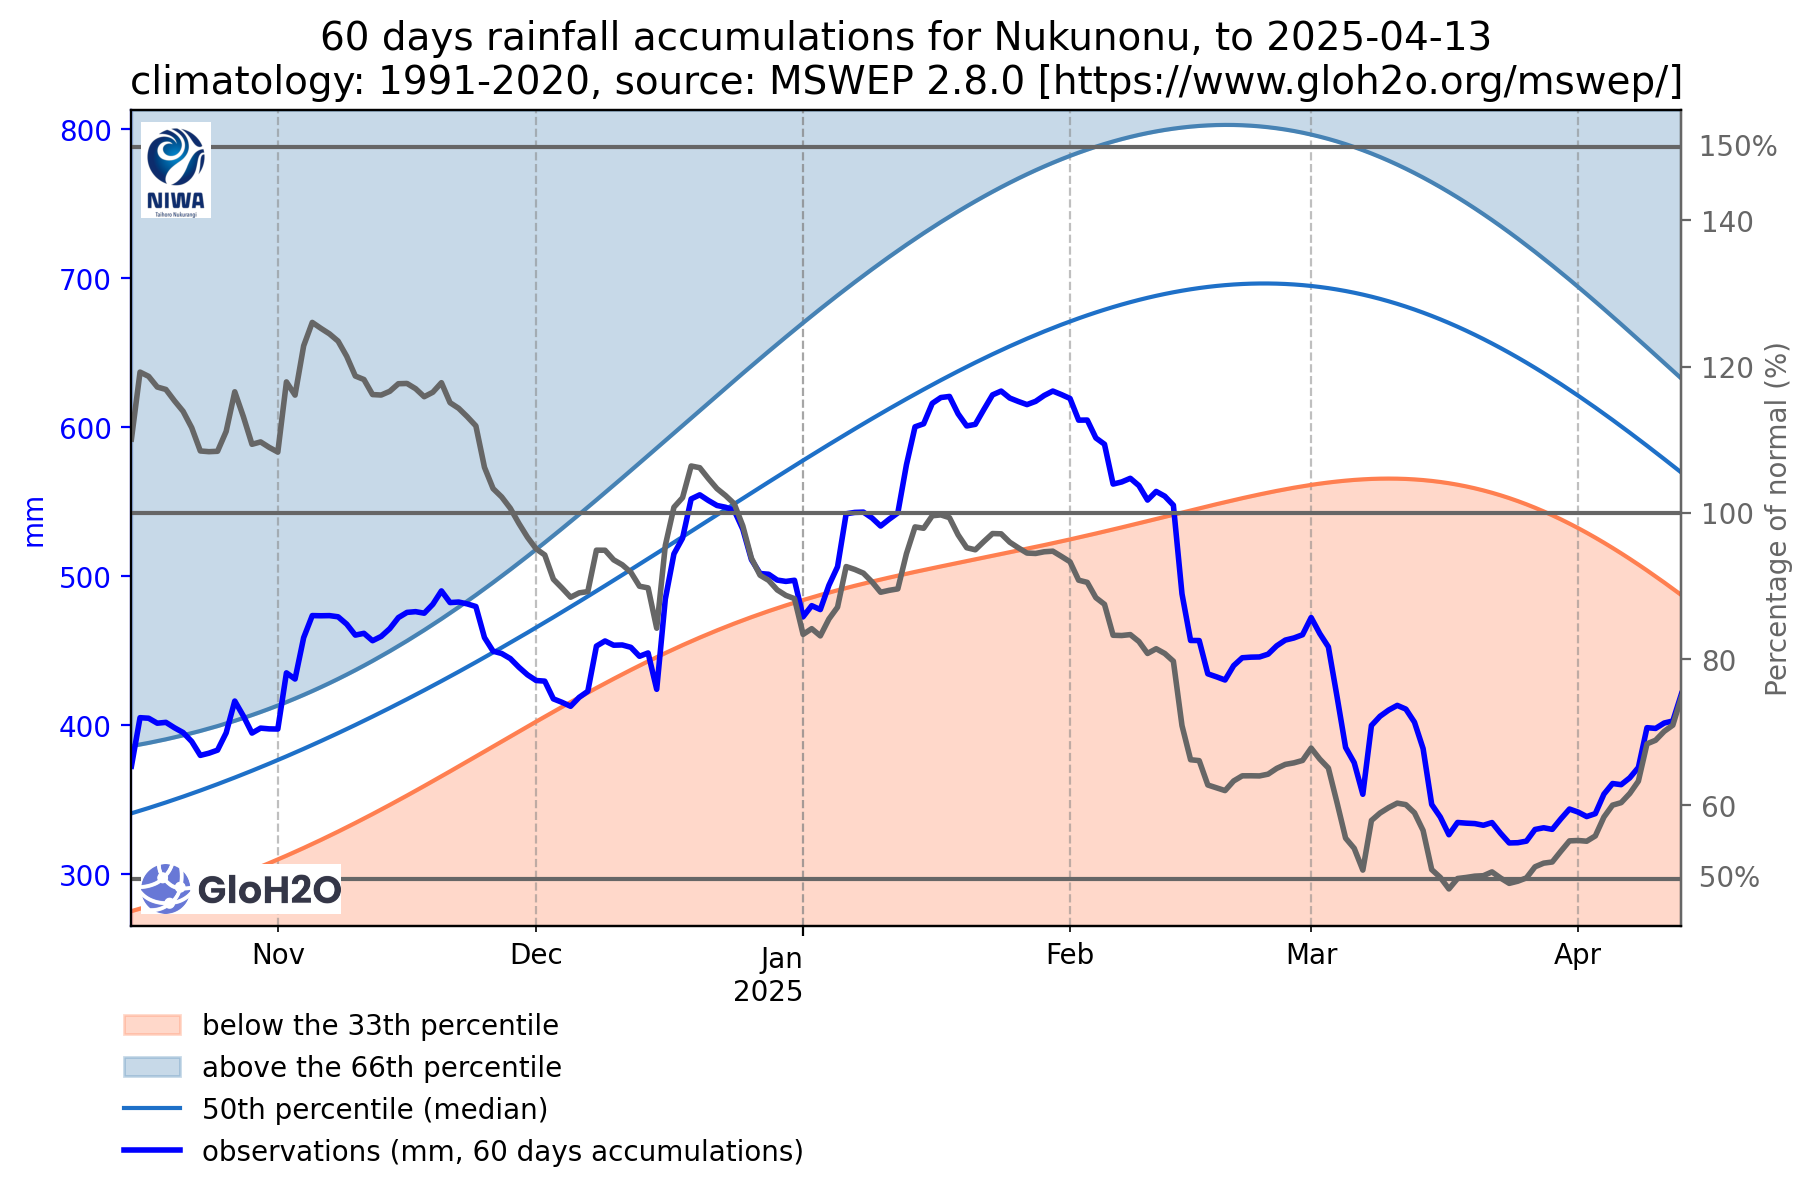 60 days rainfall accumulations for Nukunonu, to 2025-04-13
climatology: 1991-2020, source: MSWEP 2.8.0 [https://www.gloh2o.org/mswep/]
800
700
600
500
400
300
mm
NIWA
Taihoro Nukurangi
GloH2O
150%
140
120
100
80
60
50%
Percentage of normal (%)
Nov
Dec
Jan
2025
Feb
Mar
Apr
below the 33th percentile
above the 66th percentile
50th percentile (median)
observations (mm, 60 days accumulations)